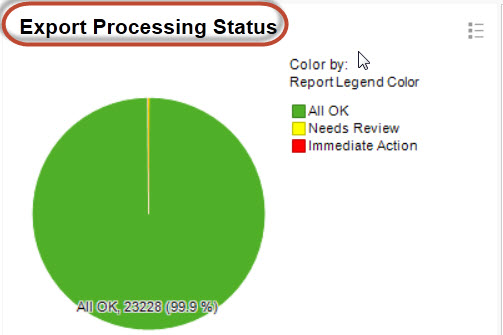 Export Processing Status
Color by:
Report Legend Color
All OK
Needs Review
Immediate Action
All OK, 23228 (99.9 %)